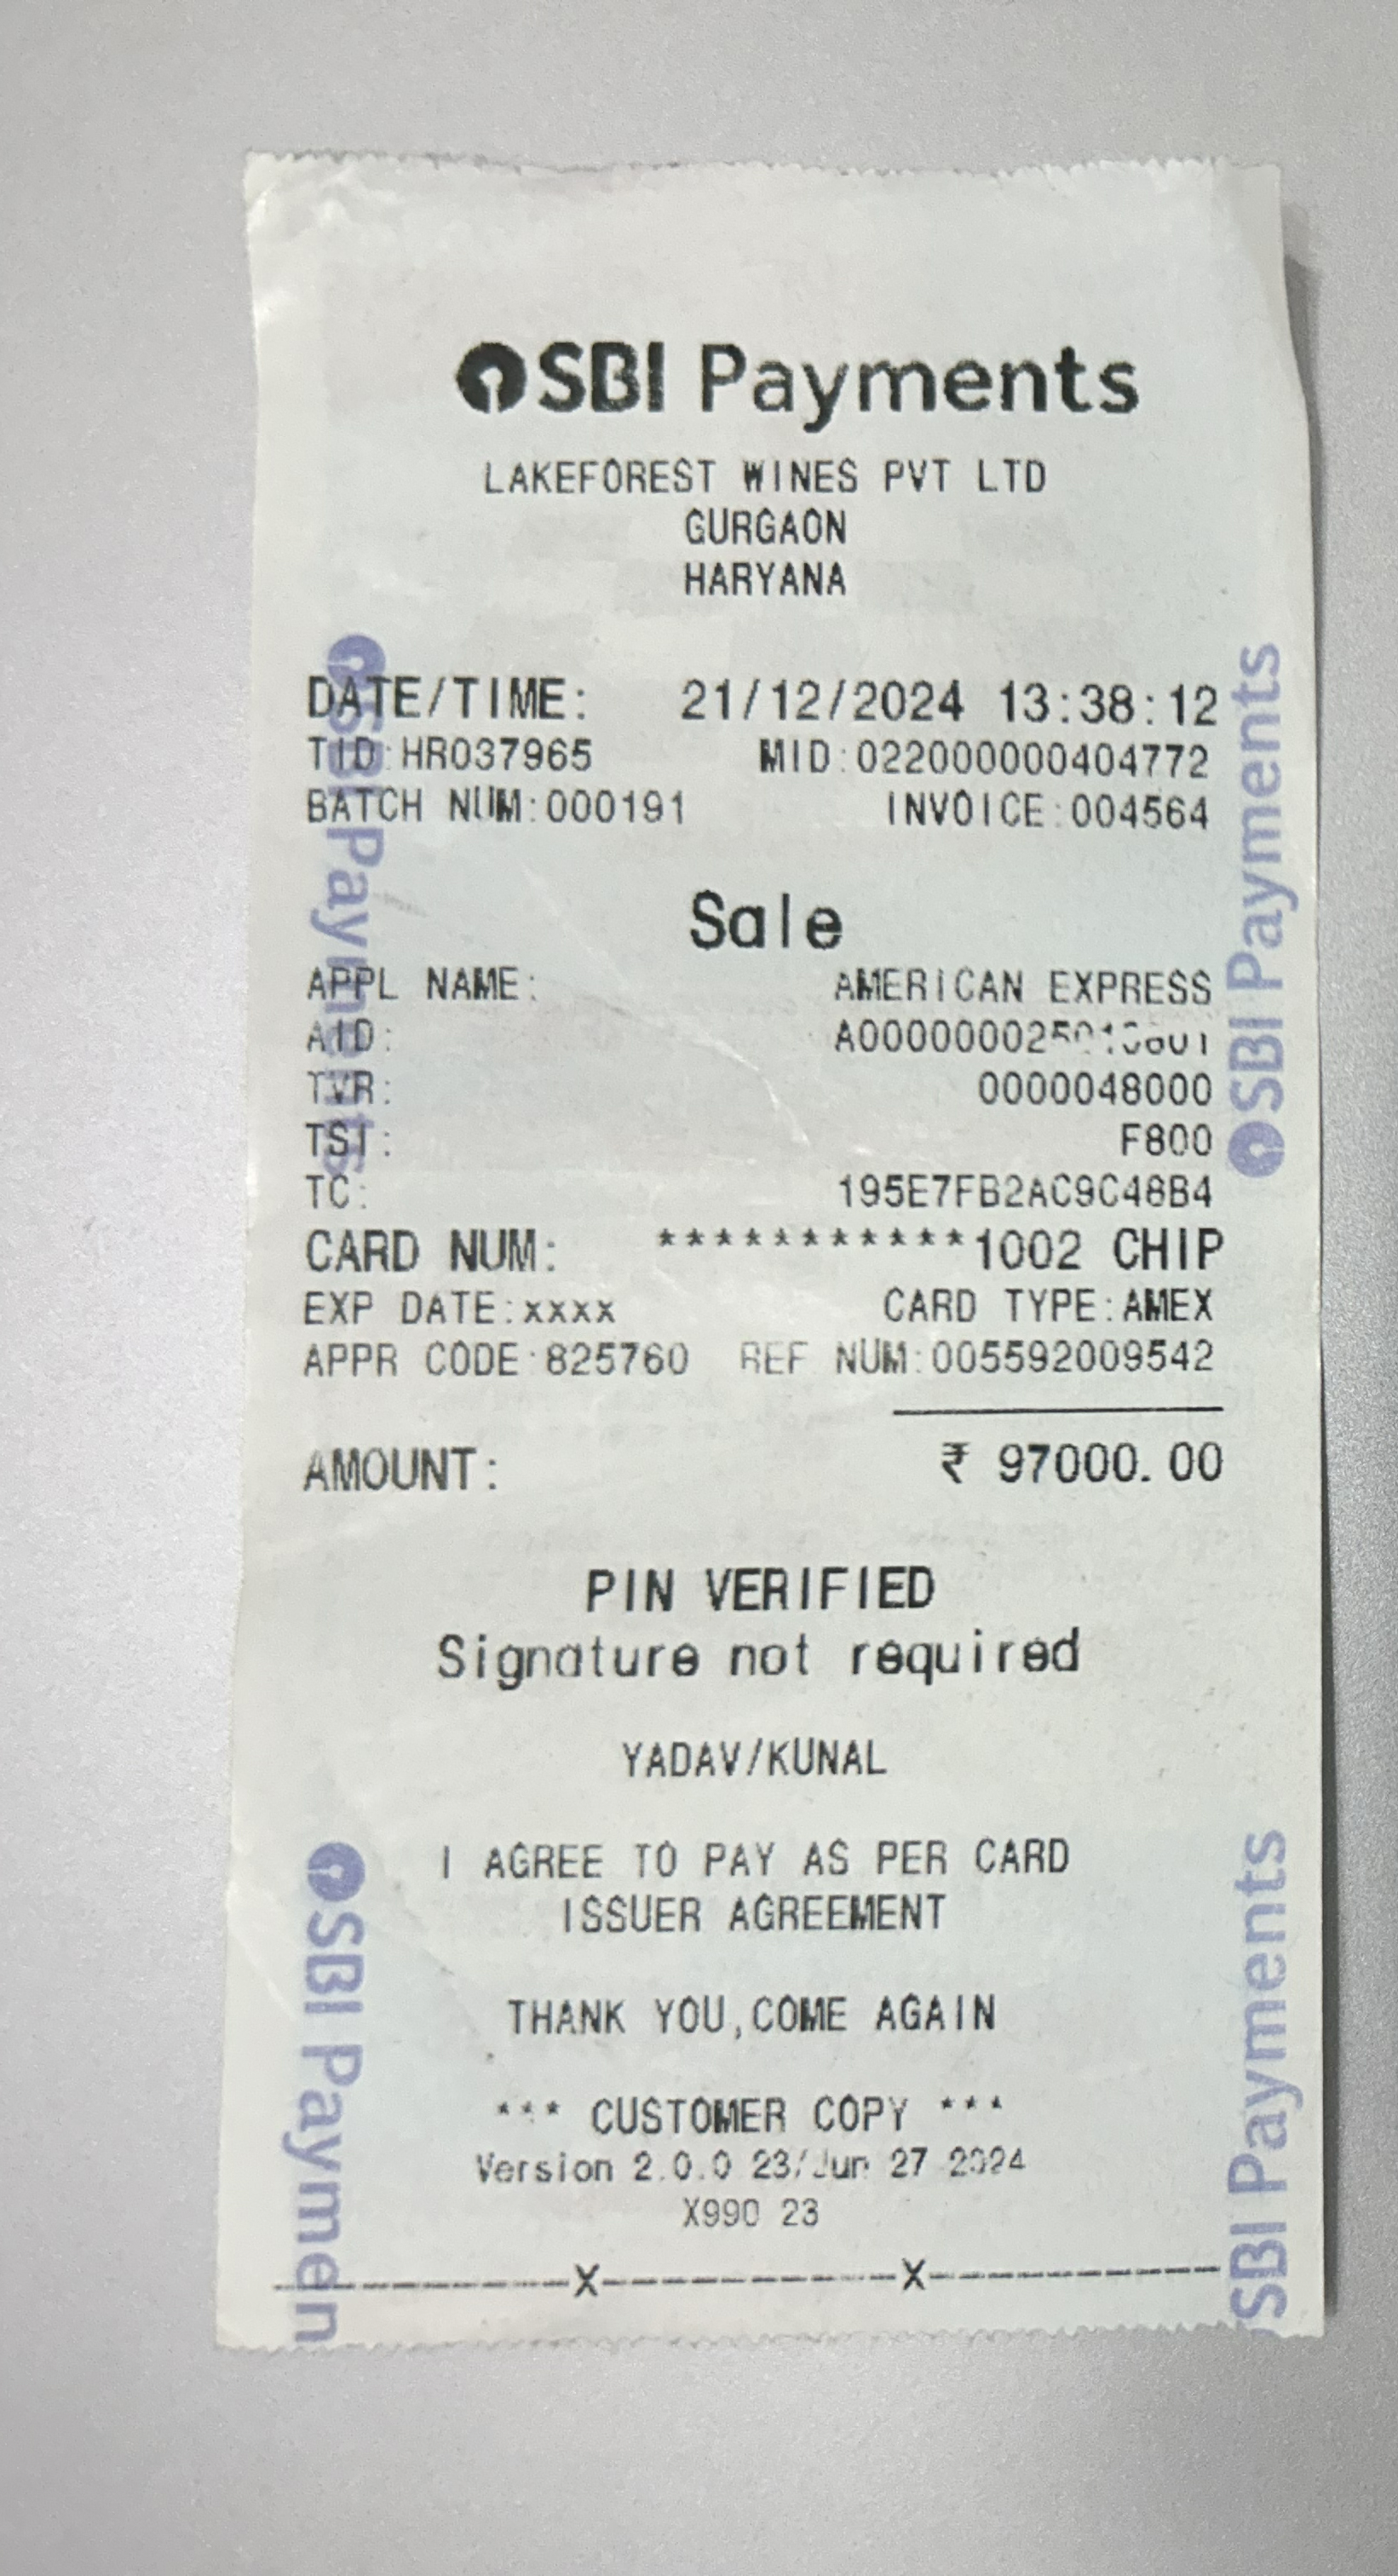 SBI Payments
LAKEFOREST WINES PVT LTD
GURGAON
HARYANA
DATE/TIME: 21/12/2024 13:38:12
TID:HR037965 MID:022000000404772
BATCH NUM:000191 INVOICE:004564
Sale
APPL NAME: AMERICAN EXPRESS
AID:
TVR: 0000048000
TSI: F800
TC: 195E7FB2AC9C48B4
CARD NUM: ***********1002 CHIP
EXP DATE:xxxx CARD TYPE:AMEX
APPR CODE:825760 REF NUM:005592009542
AMOUNT: ₹ 97000.00
PIN VERIFIED
Signature not required
YADAV/KUNAL
I AGREE TO PAY AS PER CARD
ISSUER AGREEMENT
THANK YOU,COME AGAIN
*** CUSTOMER COPY ***
Version 2.0.0 23/Jun 27 2024
X990 23
-----------X-----------X-----------
SBI Payments
SBI Payments
SBI Paymen
SBI Payments